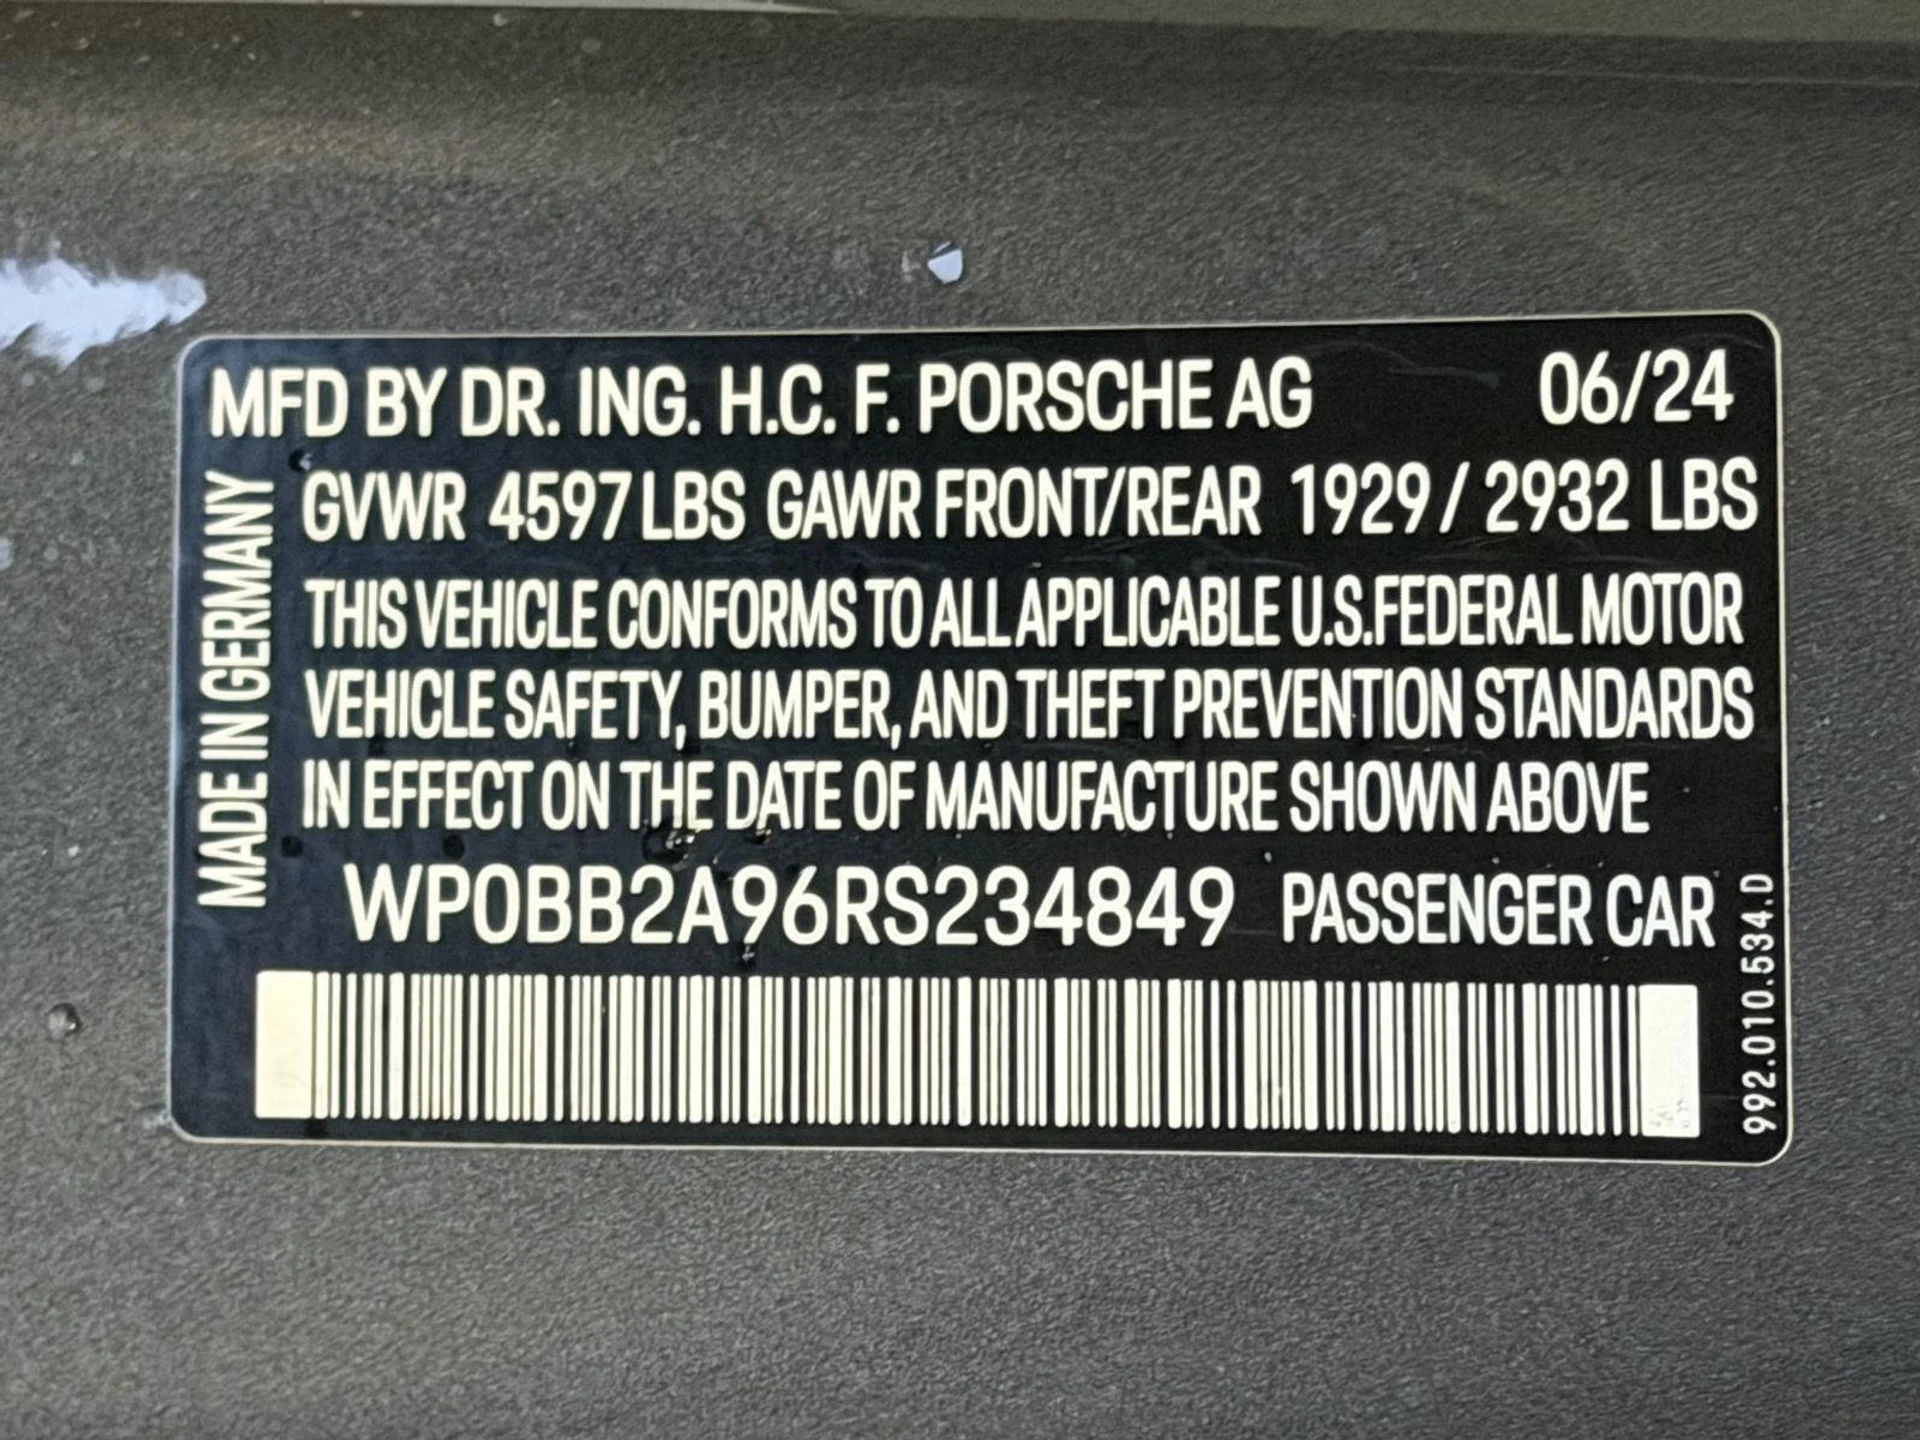 MFD BY DR. ING. H.C. F. PORSCHE AG 06/24
GVWR 4597 LBS GAWR FRONT/REAR 1929 / 2932 LBS
THIS VEHICLE CONFORMS TO ALL APPLICABLE U.S.FEDERAL MOTOR
VEHICLE SAFETY, BUMPER, AND THEFT PREVENTION STANDARDS
IN EFFECT ON THE DATE OF MANUFACTURE SHOWN ABOVE
WP0BB2A96RS234849 PASSENGER CAR
MADE IN GERMANY
992.010.534.D